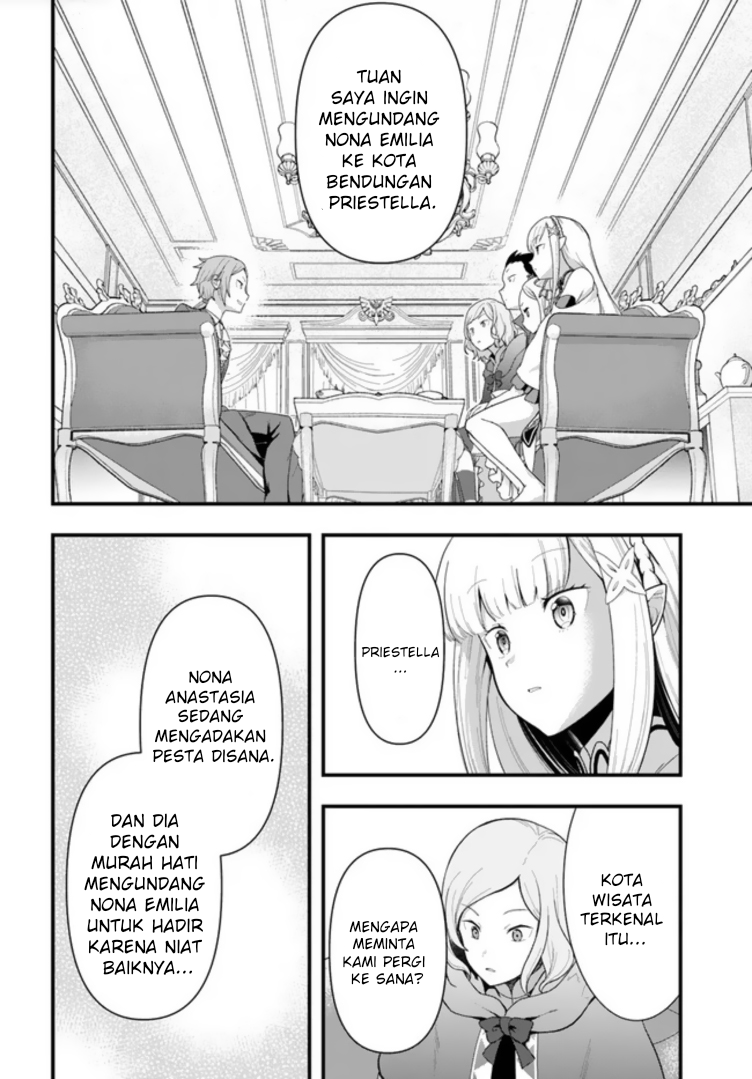 TUAN
SAYA INGIN
MENGUNDANG
NONA EMILIA
KE KOTA
BENDUNGAN
PRIESTELLA.
PRIESTELLA
...
KOTA
WISATA
TERKENAL
ITU...
MENGAPA
MEMINTA
KAMI PERGI
KE SANA?
NONA
ANASTASIA
SEDANG
MENGADAKAN
PESTA DISANA.
DAN DIA
DENGAN
MURAH HATI
MENGUNDANG
NONA EMILIA
UNTUK HADIR
KARENA NIAT
BAIKNYA...